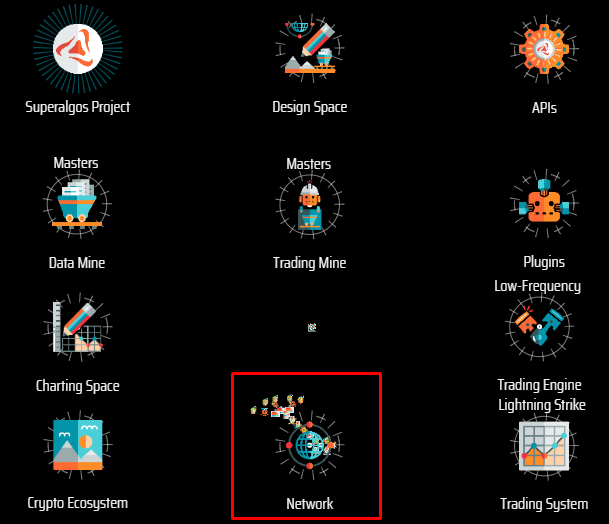 Superalgos Project
Design Space
APIs
Masters
Masters
Data Mine
Trading Mine
Plugins
Low-Frequency
Charting Space
Trading Engine
Lightning Strike
Crypto Ecosystem
Network
Trading System